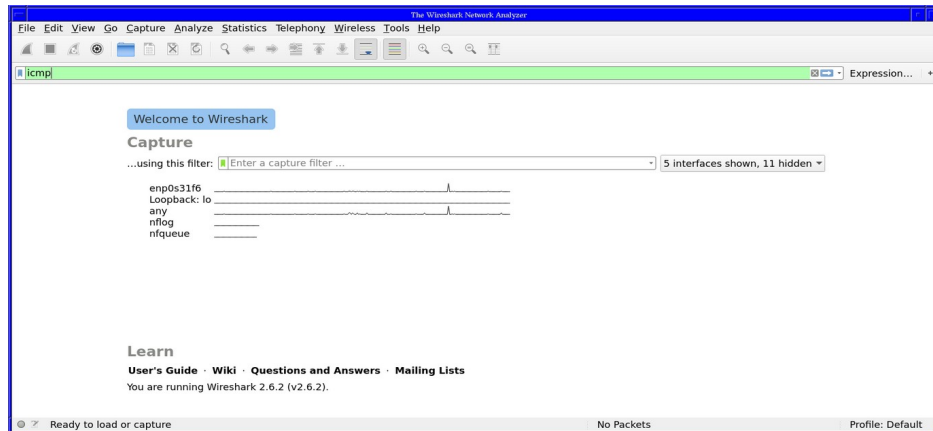 The Wireshark Network Analyzer
File Edit View Go Capture Analyze Statistics Telephony Wireless Tools Help
icmp Expression... +
Welcome to Wireshark
Capture
...using this filter: Enter a capture filter ... 5 interfaces shown, 11 hidden
enp0s31f6
Loopback: lo
any
nflog
nfqueue
Learn
User's Guide · Wiki · Questions and Answers · Mailing Lists
You are running Wireshark 2.6.2 (v2.6.2).
Ready to load or capture No Packets Profile: Default